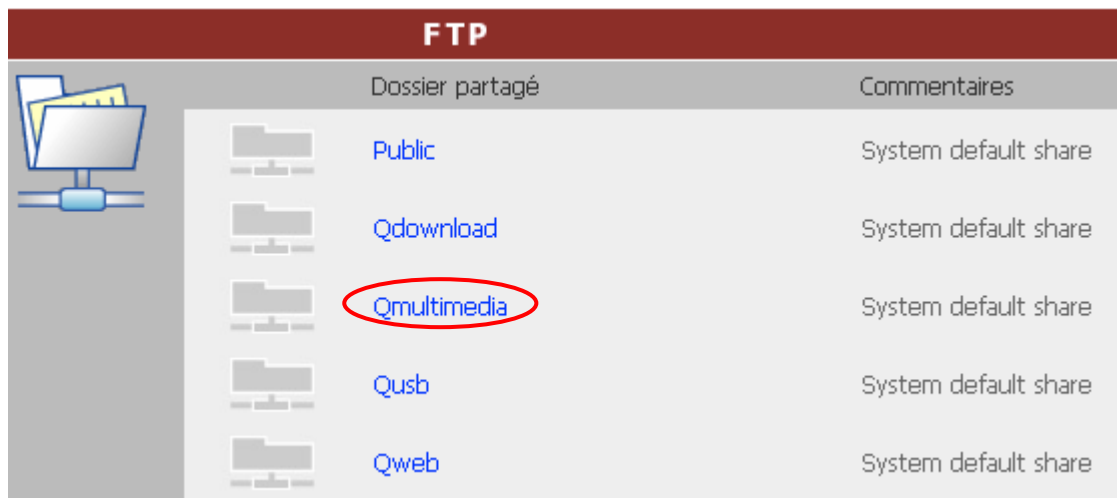 FTP
Dossier partagé Commentaires
Public System default share
Qdownload System default share
Qmultimedia System default share
Qusb System default share
Qweb System default share